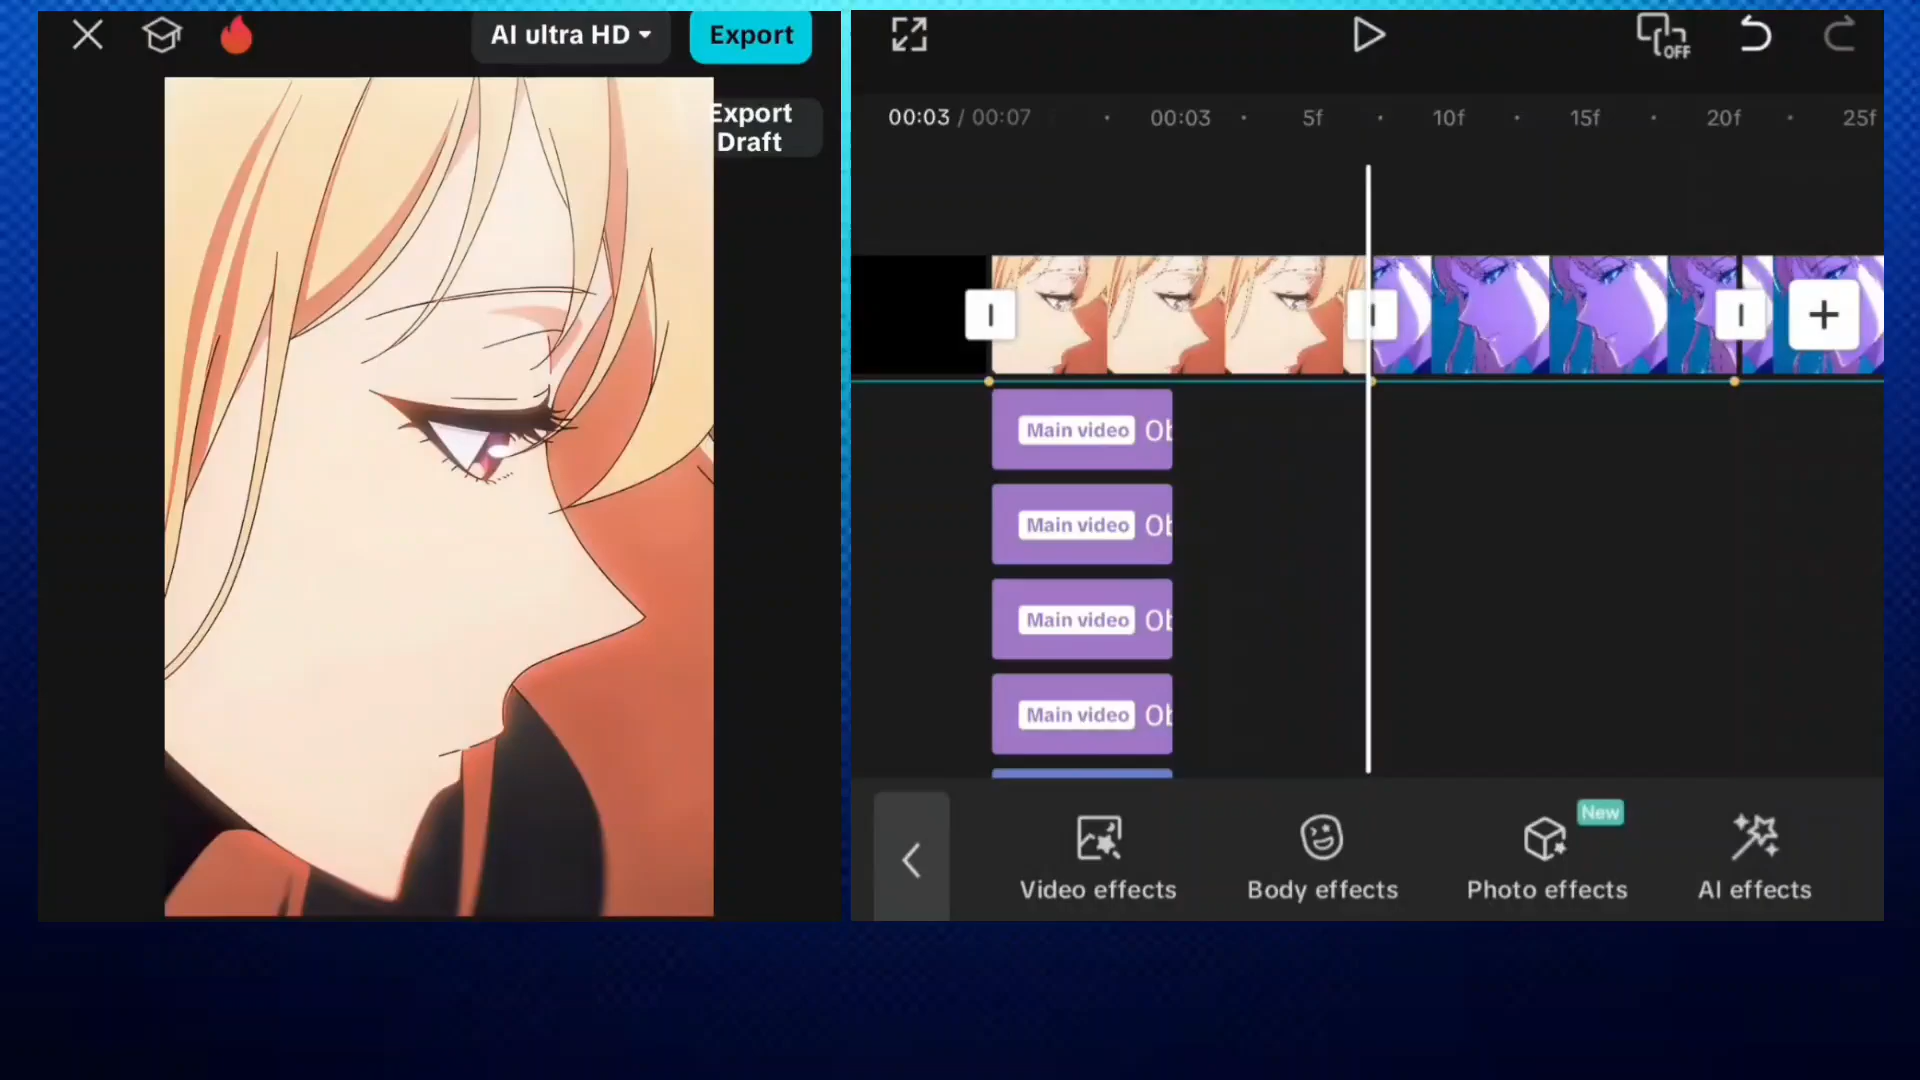 AI ultra HD
Export
Export
Draft
OFF
00:03 / 00:07
00:03
5f
10f
15f
20f
25f
Main video
Main video
Main video
Main video
Video effects
Body effects
New
Photo effects
AI effects